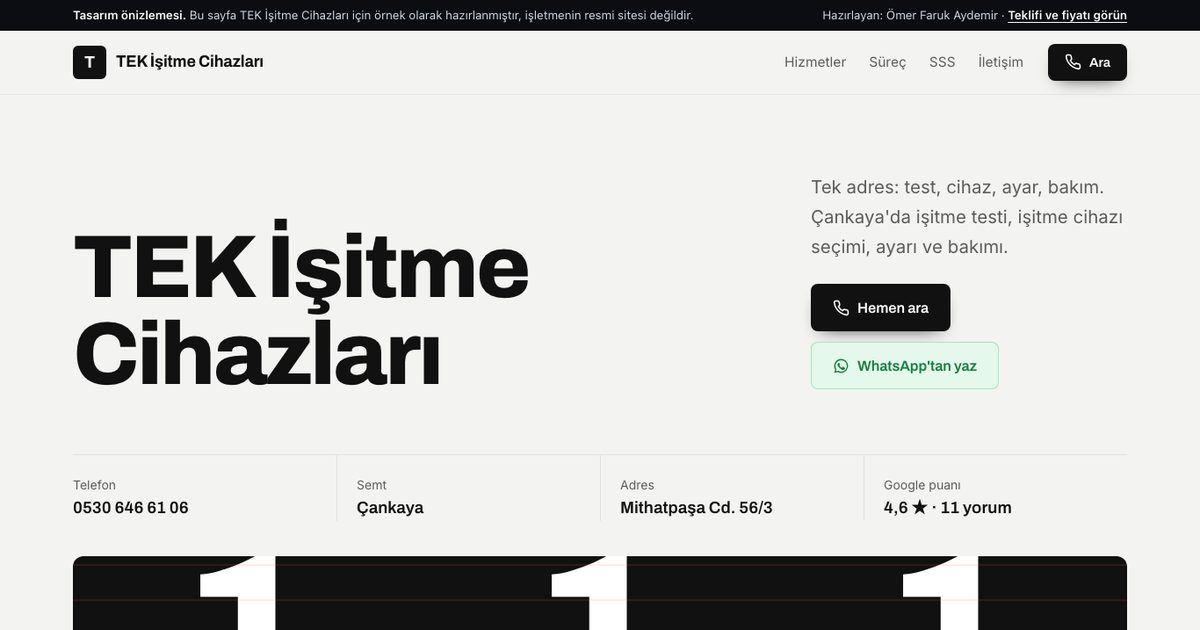 Tasarım önizlemesi. Bu sayfa TEK İşitme Cihazları için örnek olarak hazırlanmıştır, işletmenin resmi sitesi değildir.
Hazırlayan: Ömer Faruk Aydemir · Teklifi ve fiyatı görün
T TEK İşitme Cihazları
Hizmetler Süreç SSS İletişim Ara
TEK İşitme
Cihazları
Tek adres: test, cihaz, ayar, bakım.
Çankaya'da işitme testi, işitme cihazı
seçimi, ayarı ve bakımı.
Hemen ara
WhatsApp'tan yaz
Telefon
0530 646 61 06
Semt
Çankaya
Adres
Mithatpaşa Cd. 56/3
Google puanı
4,6 ★ · 11 yorum
1 1 1